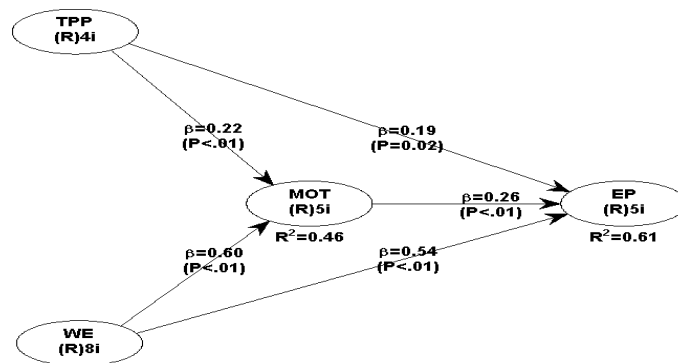 TPP
(R)4i
β=0.22
(P<.01)
β=0.19
(P=0.02)
MOT
(R)5i
R²=0.46
β=0.26
(P<.01)
EP
(R)5i
R²=0.61
β=0.60
(P<.01)
β=0.54
(P<.01)
WE
(R)8i